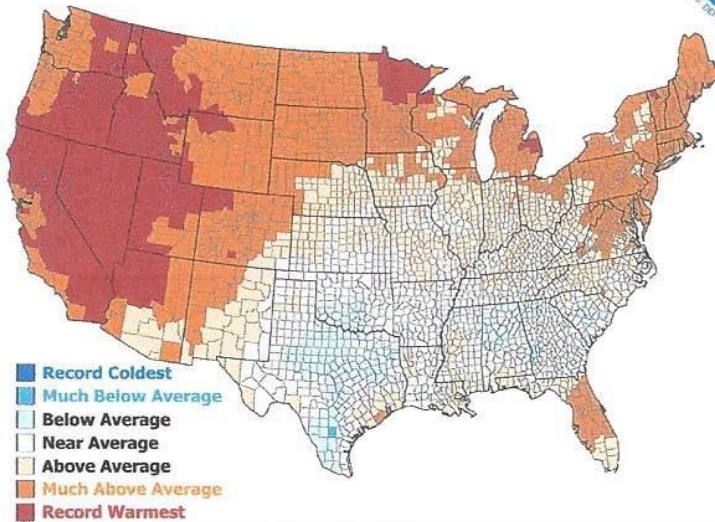 Record Coldest
Much Below Average
Below Average
Near Average
Above Average
Much Above Average
Record Warmest